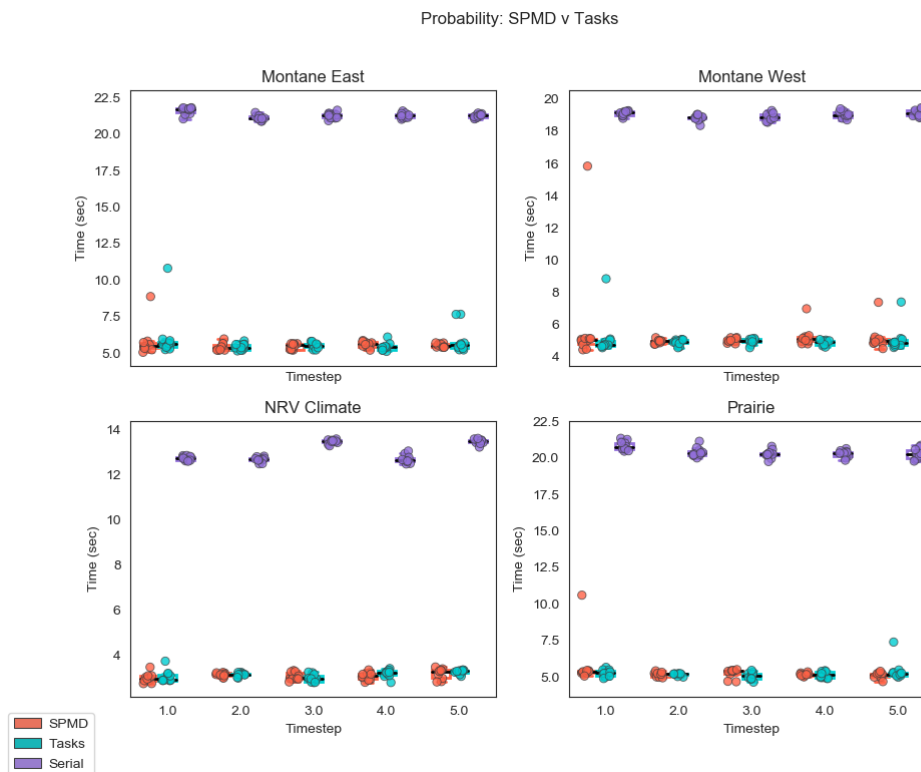 Probability: SPMD v Tasks
Montane East
Montane West
22.5
20.0
17.5
15.0
12.5
10.0
7.5
5.0
Time (sec)
Timestep
20
18
16
14
12
10
8
6
4
Time (sec)
Timestep
NRV Climate
Prairie
14
12
10
8
6
4
Time (sec)
1.0 2.0 3.0 4.0 5.0
Timestep
22.5
20.0
17.5
15.0
12.5
10.0
7.5
5.0
Time (sec)
1.0 2.0 3.0 4.0 5.0
Timestep
SPMD
Tasks
Serial